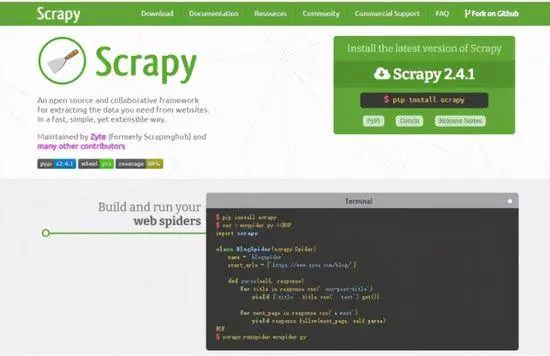 Scrapy
Download Documentation Resources Community Commercial Support FAQ Fork on Github
Scrapy
An open source and collaborative framework
for extracting the data you need from websites.
In a fast, simple, yet extensible way.
Maintained by Zyte (formerly Scrapinghub) and
many other contributors
pypi v2.4.1 wheel yes coverage 88%
Install the latest version of Scrapy
Scrapy 2.4.1
$ pip install scrapy
PyPI Conda Release Notes
Build and run your
web spiders
Terminal
$ pip install scrapy
$ cat > myspider.py <<EOF
import scrapy
class BlogSpider(scrapy.Spider):
name = 'blogspider'
start_urls = ['https://www.zyte.com/blog/']
def parse(self, response):
for title in response.css('.oxy-post-title'):
yield {'title': title.css('::text').get()}
for next_page in response.css('a.next'):
yield response.follow(next_page, self.parse)
EOF
$ scrapy runspider myspider.py